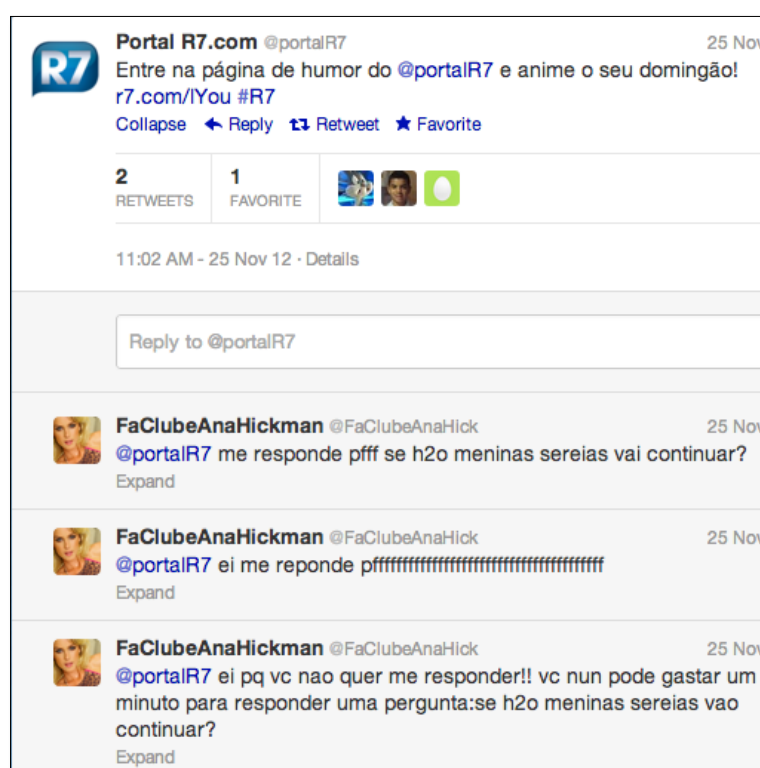 R7
Portal R7.com @portalR7 25 Nov
Entre na página de humor do @portalR7 e anime o seu domingão!
r7.com/lYou #R7
Collapse Reply Retweet Favorite
2 1
RETWEETS FAVORITE
11:02 AM - 25 Nov 12 · Details
Reply to @portalR7
FaClubeAnaHickman @FaClubeAnaHick 25 Nov
@portalR7 me responde pfff se h2o meninas sereias vai continuar?
Expand
FaClubeAnaHickman @FaClubeAnaHick 25 Nov
@portalR7 ei me reponde pfffffffffffffffffffffffffffffffffffffff
Expand
FaClubeAnaHickman @FaClubeAnaHick 25 Nov
@portalR7 ei pq vc nao quer me responder!! vc nun pode gastar um
minuto para responder uma pergunta:se h2o meninas sereias vao
continuar?
Expand